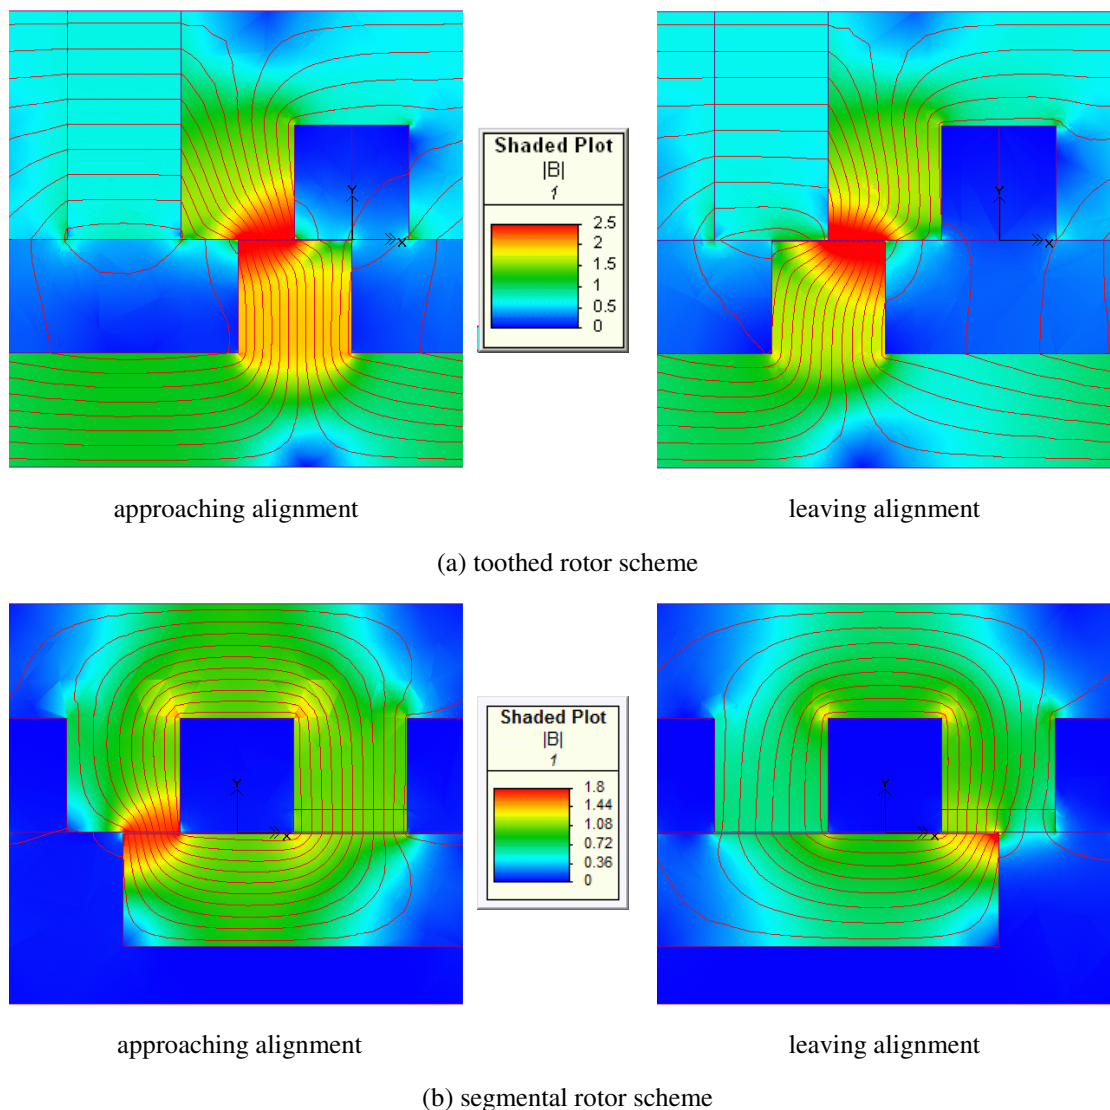 Shaded Plot
|B|
1
2.5
2
1.5
1
0.5
0
Y
X
Y
X
approaching alignment
leaving alignment
(a) toothed rotor scheme
Shaded Plot
|B|
1
1.8
1.44
1.08
0.72
0.36
0
Y
X
Y
X
approaching alignment
leaving alignment
(b) segmental rotor scheme